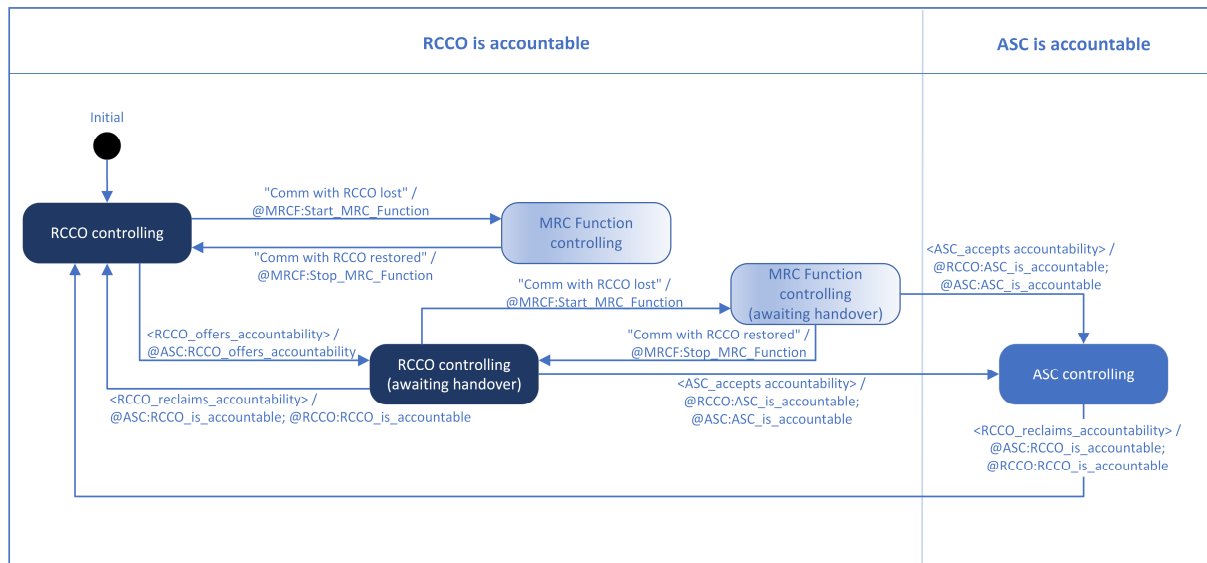 RCCO is accountable
ASC is accountable
Initial
"Comm with RCCO lost" /
@MRCF:Start_MRC_Function
RCCO controlling
MRC Function
controlling
"Comm with RCCO restored" /
@MRCF:Stop_MRC_Function
<ASC_accepts accountability> /
@RCCO:ASC_is_accountable;
@ASC:ASC_is_accountable
"Comm with RCCO lost" /
@MRCF:Start_MRC_Function
MRC Function
controlling
(awaiting handover)
<RCCO_offers_accountability> /
@ASC:RCCO_offers_accountability
"Comm with RCCO restored" /
@MRCF:Stop_MRC_Function
RCCO controlling
(awaiting handover)
ASC controlling
<RCCO_reclaims_accountability> /
@ASC:RCCO_is_accountable; @RCCO:RCCO_is_accountable
<ASC_accepts accountability> /
@RCCO:ASC_is_accountable;
@ASC:ASC_is_accountable
<RCCO_reclaims_accountability> /
@ASC:RCCO_is_accountable;
@RCCO:RCCO_is_accountable